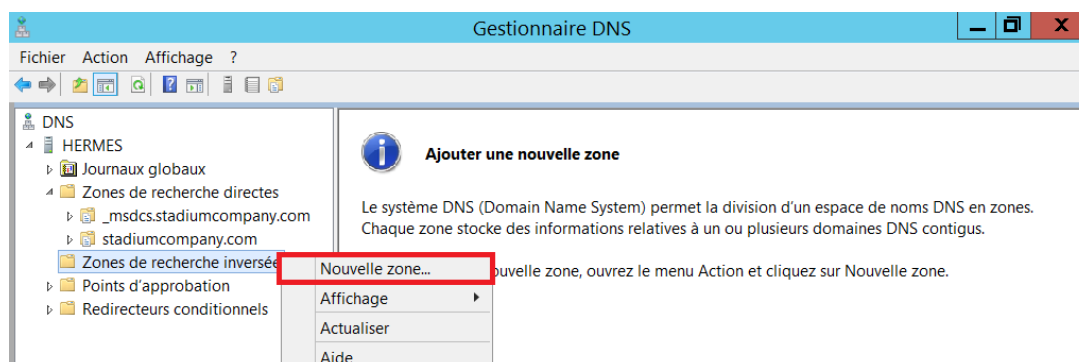 Gestionnaire DNS
Fichier Action Affichage ?
DNS
HERMES
Journaux globaux
Zones de recherche directes
_msdcs.stadiumcompany.com
stadiumcompany.com
Zones de recherche inversée
Points d'approbation
Redirecteurs conditionnels
Nouvelle zone...
Affichage
Actualiser
Aide
Ajouter une nouvelle zone
Le système DNS (Domain Name System) permet la division d'un espace de noms DNS en zones.
Chaque zone stocke des informations relatives à un ou plusieurs domaines DNS contigus.
zone, ouvrez le menu Action et cliquez sur Nouvelle zone.